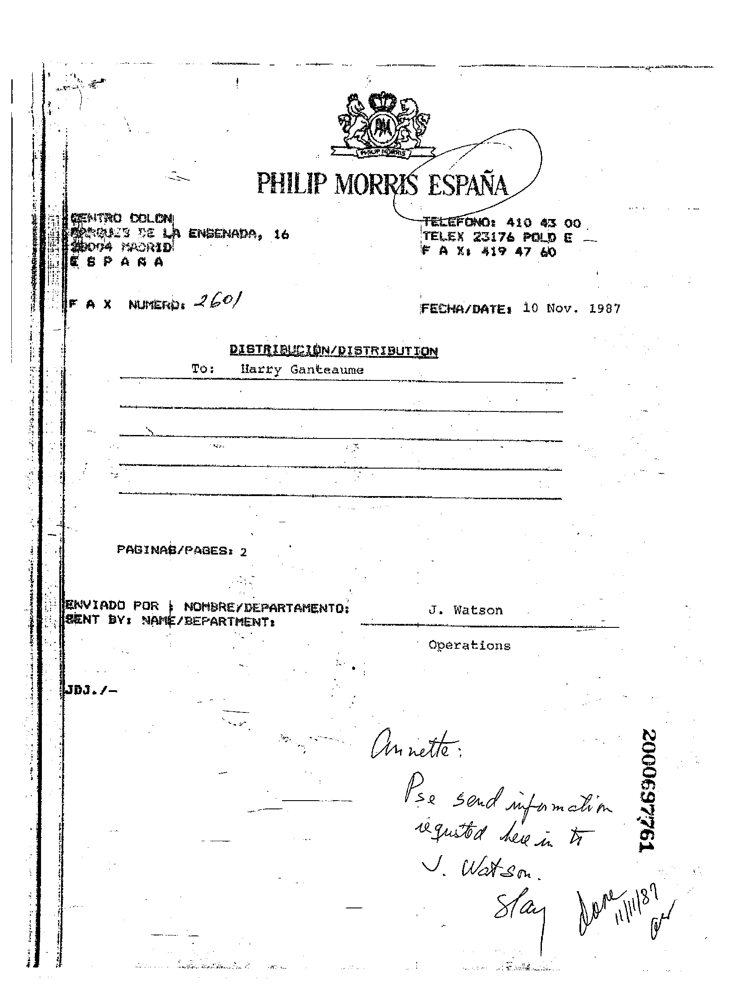 PM
PHILIP MORRIS
PHILIP MORRIS ESPAÑA
CENTRO COLON
MARQUES DE LA ENSENADA, 16
28004 MADRID
ESPAÑA
TELEFONO: 410 43 00
TELEX 23176 POLD E
F A X: 419 47 60
F A X NUMERO: 2601
FECHA/DATE: 10 Nov. 1987
DISTRIBUCION/DISTRIBUTION
To: Harry Ganteaume
PAGINAS/PAGES: 2
ENVIADO POR : NOMBRE/DEPARTAMENTO: J. Watson
SENT BY: NAME/DEPARTMENT:
Operations
JDJ./-
Annette:
Pse send information
requsted here in to
J. Watson.
done 11/11/87
2000697761